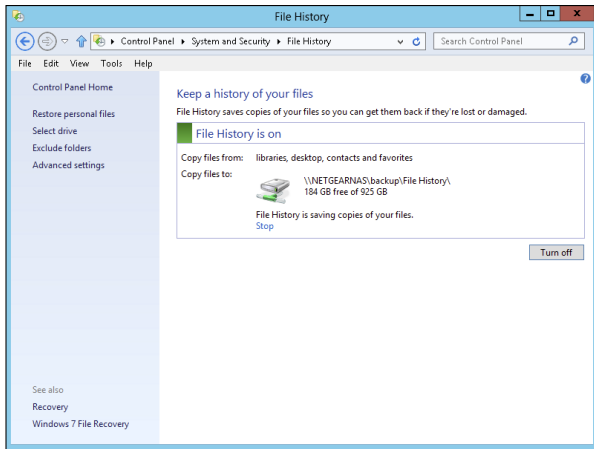 File History
Control Panel ▸ System and Security ▸ File History
Search Control Panel
File Edit View Tools Help
Control Panel Home
Restore personal files
Select drive
Exclude folders
Advanced settings
See also
Recovery
Windows 7 File Recovery
Keep a history of your files
File History saves copies of your files so you can get them back if they're lost or damaged.
File History is on
Copy files from: libraries, desktop, contacts and favorites
Copy files to: \\NETGEARNAS\backup\File History\
184 GB free of 925 GB
File History is saving copies of your files.
Stop
Turn off